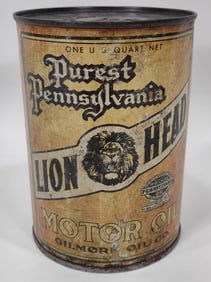 ONE U.S. QUART NET
Purest
Pennsylvania
LION HEAD
MOTOR OIL
GILMORE OIL CO